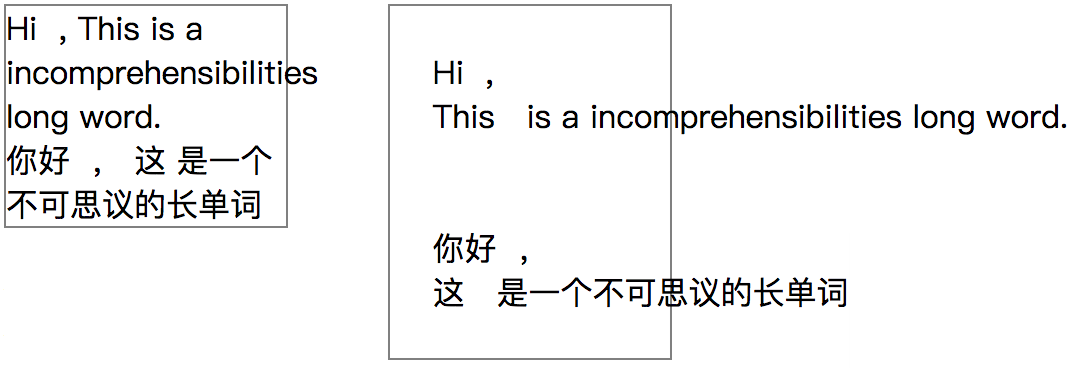 Hi  , This is a
incomprehensibilities
long word.
你好  ，  这 是一个
不可思议的长单词
Hi  ,
This   is a incomprehensibilities long word.
你好  ，
这   是一个不可思议的长单词